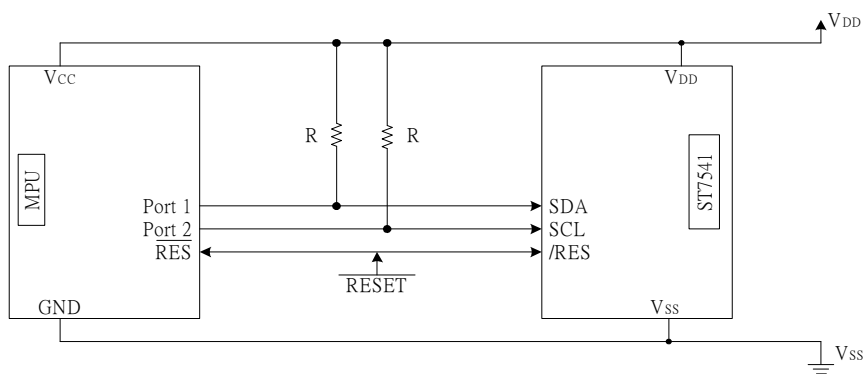 VDD
VCC
VDD
R
R
MPU
ST7541
Port 1
SDA
Port 2
SCL
RES
/RES
RESET
GND
VSS
VSS